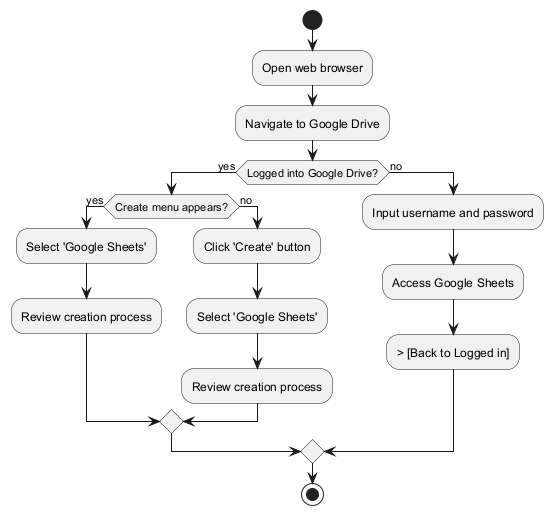 Open web browser
Navigate to Google Drive
yes
Logged into Google Drive?
no
yes
Create menu appears?
no
Input username and password
Select 'Google Sheets'
Click 'Create' button
Access Google Sheets
Review creation process
Select 'Google Sheets'
> [Back to Logged in]
Review creation process